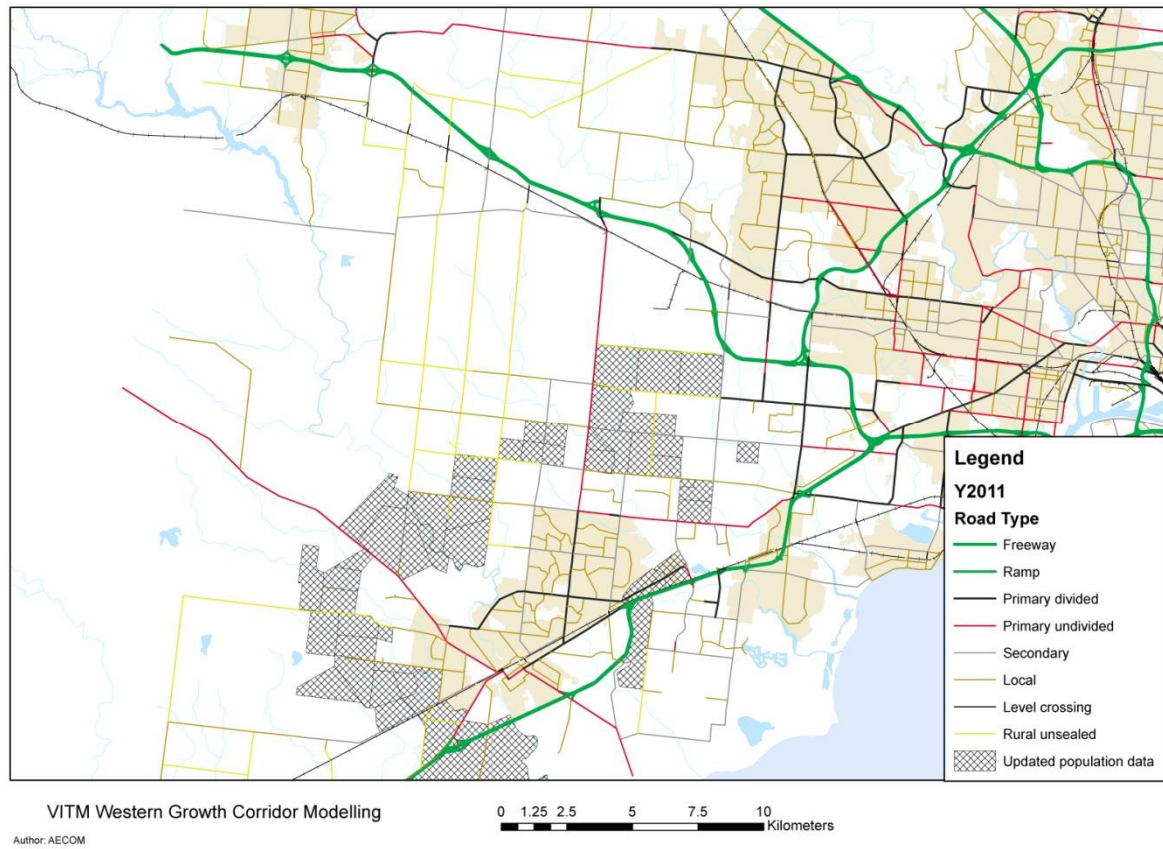 Legend
Y2011
Road Type
Freeway
Ramp
Primary divided
Primary undivided
Secondary
Local
Level crossing
Rural unsealed
Updated population data
VITM Western Growth Corridor Modelling
0 1.25 2.5 5 7.5 10
Kilometers
Author: AECOM